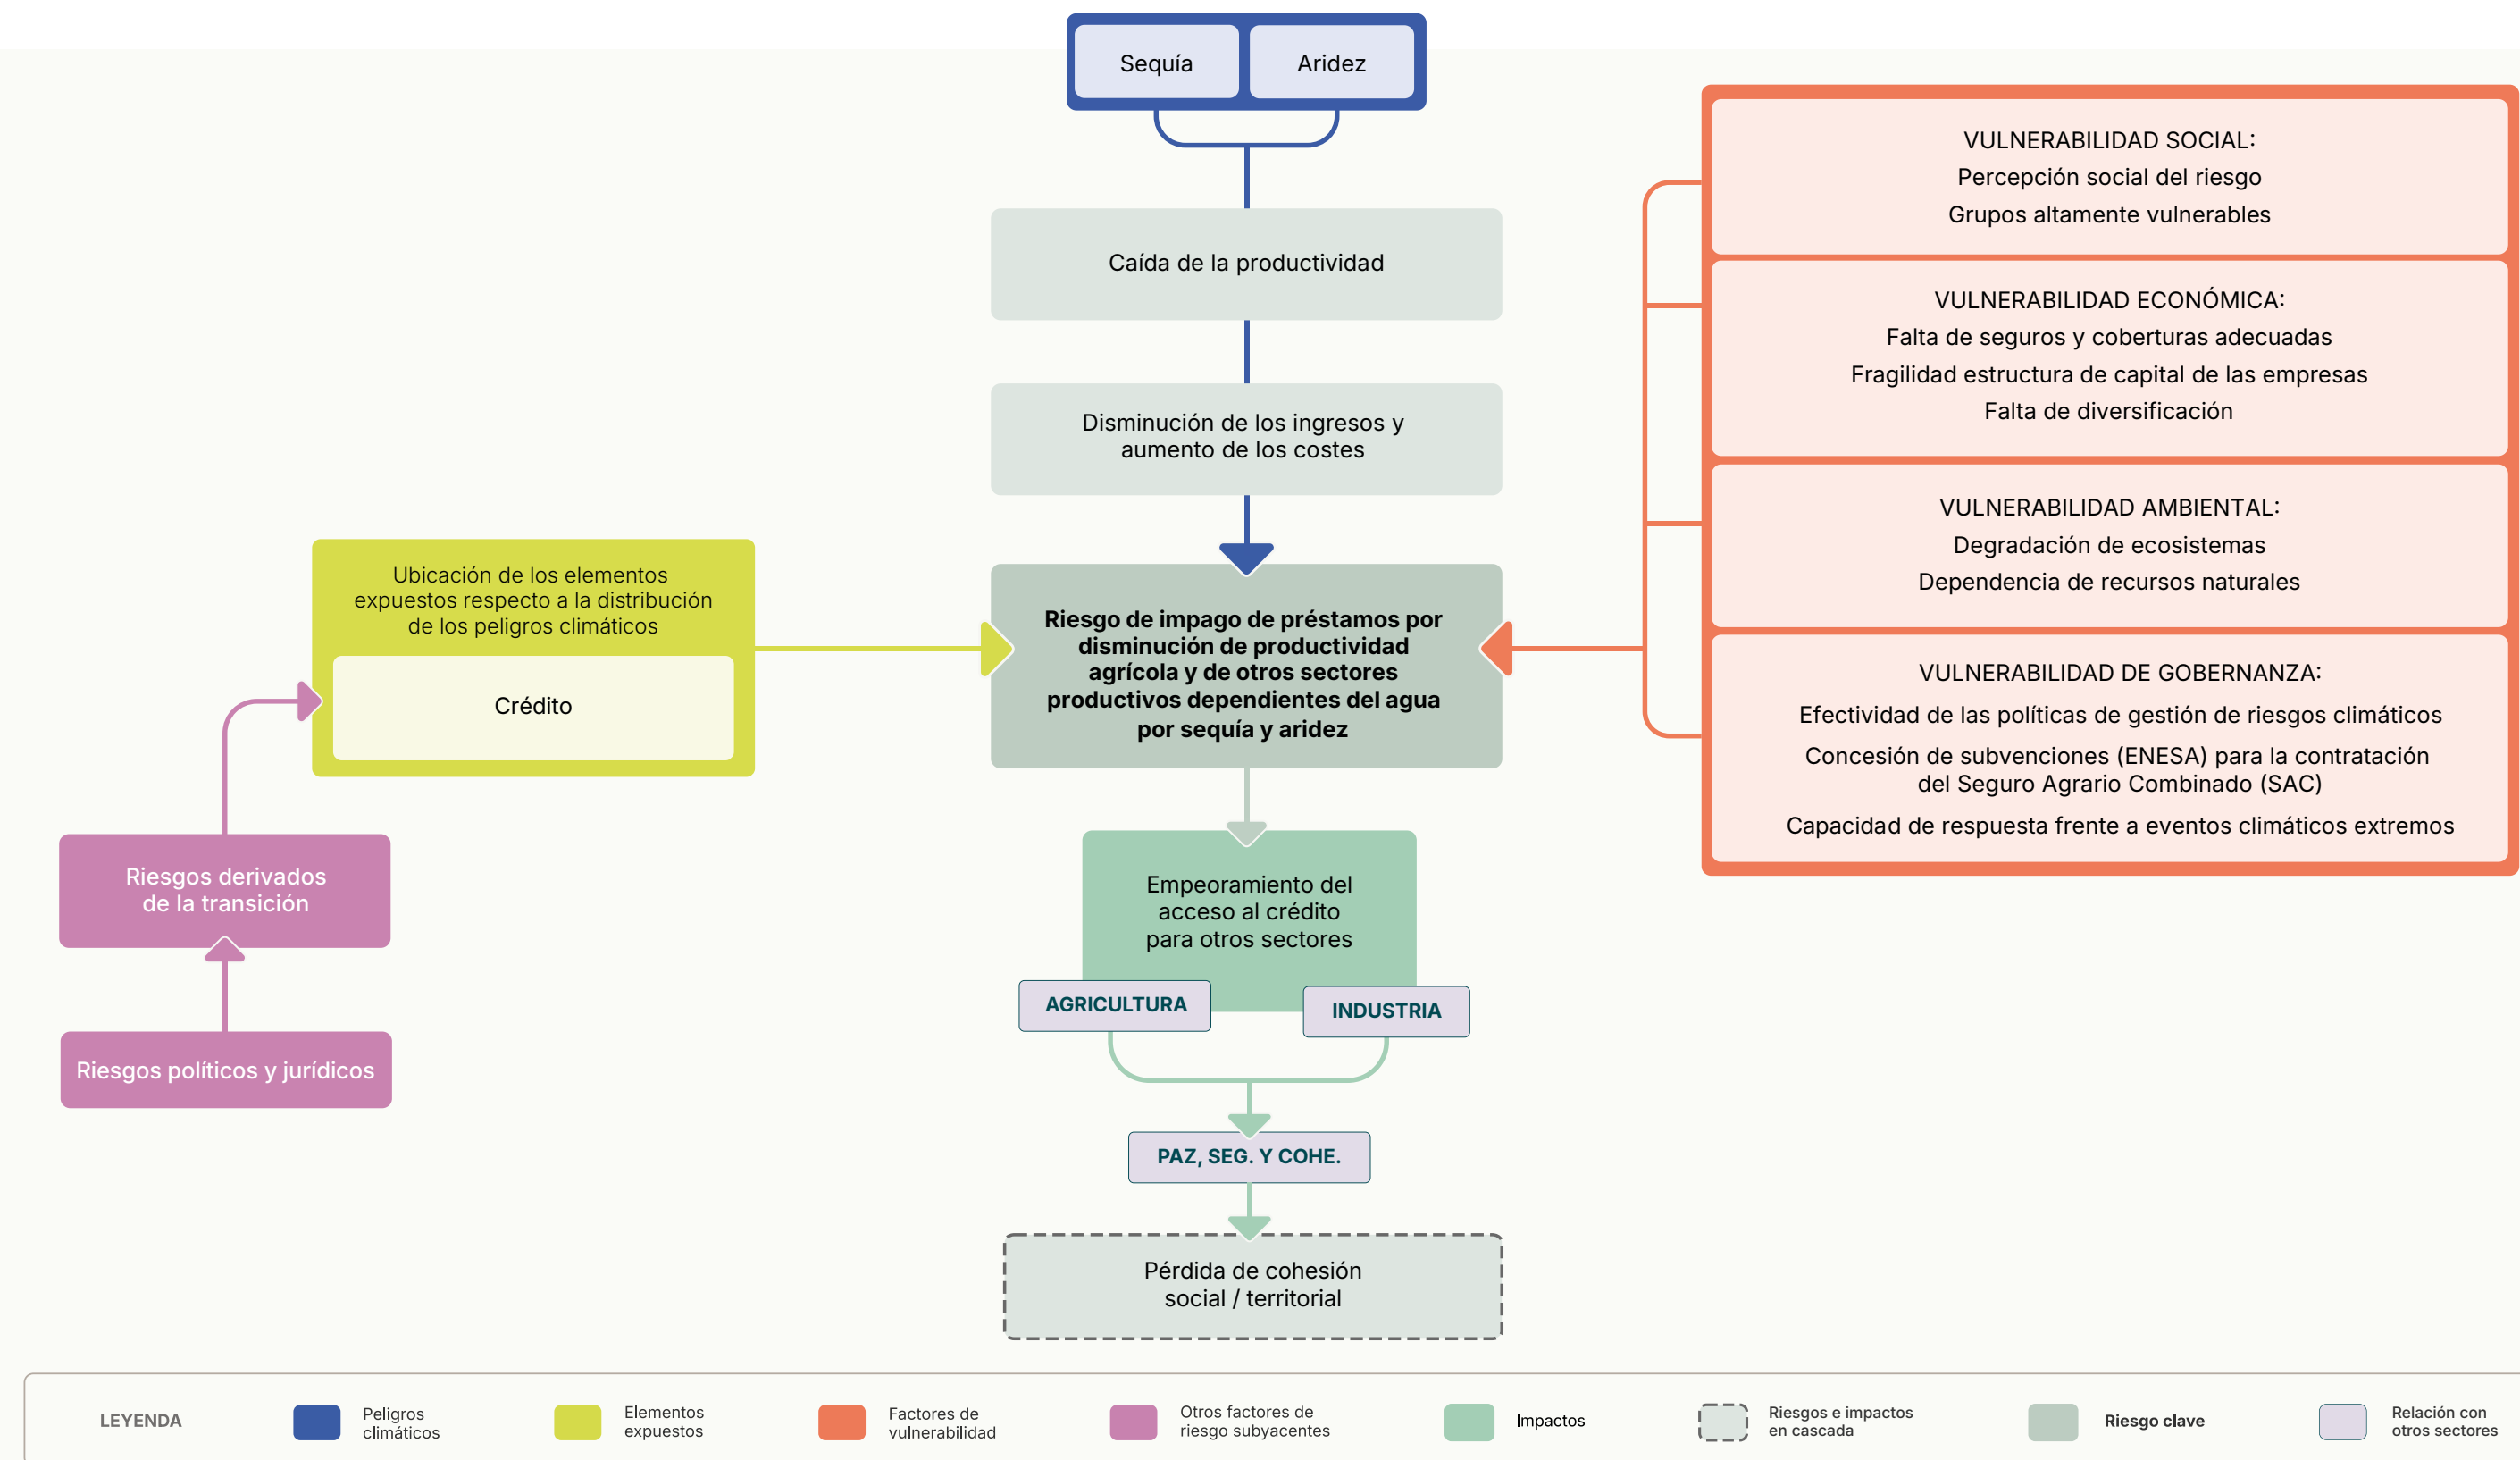 Sequía
Aridez
Caída de la productividad
Disminución de los ingresos y
aumento de los costes
VULNERABILIDAD SOCIAL:
Percepción social del riesgo
Grupos altamente vulnerables
VULNERABILIDAD ECONÓMICA:
Falta de seguros y coberturas adecuadas
Fragilidad estructura de capital de las empresas
Falta de diversificación
VULNERABILIDAD AMBIENTAL:
Degradación de ecosistemas
Dependencia de recursos naturales
VULNERABILIDAD DE GOBERNANZA:
Efectividad de las políticas de gestión de riesgos climáticos
Concesión de subvenciones (ENESA) para la contratación
del Seguro Agrario Combinado (SAC)
Capacidad de respuesta frente a eventos climáticos extremos
Ubicación de los elementos
expuestos respecto a la distribución
de los peligros climáticos
Crédito
Riesgo de impago de préstamos por
disminución de productividad
agrícola y de otros sectores
productivos dependientes del agua
por sequía y aridez
Riesgos derivados
de la transición
Riesgos políticos y jurídicos
Empeoramiento del
acceso al crédito
para otros sectores
AGRICULTURA
INDUSTRIA
PAZ, SEG. Y COHE.
Pérdida de cohesión
social / territorial
LEYENDA
Peligros
climáticos
Elementos
expuestos
Factores de
vulnerabilidad
Otros factores de
riesgo subyacentes
Impactos
Riesgos e impactos
en cascada
Riesgo clave
Relación con
otros sectores